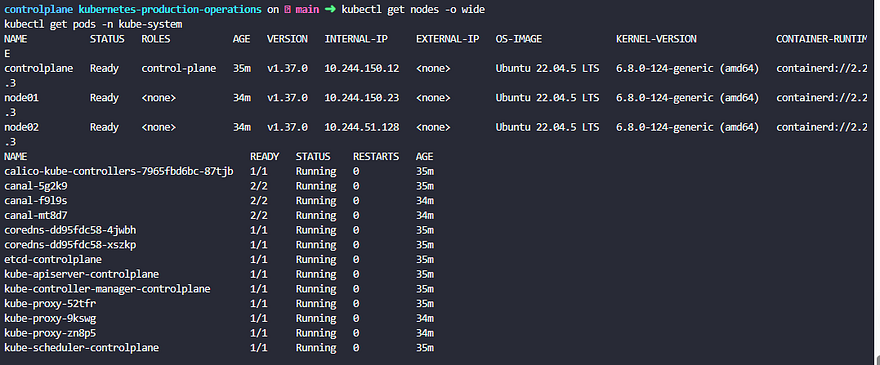 controlplane kubernetes-production-operations on main ➜ kubectl get nodes -o wide
kubectl get pods -n kube-system
NAME STATUS ROLES AGE VERSION INTERNAL-IP EXTERNAL-IP OS-IMAGE KERNEL-VERSION CONTAINER-RUNTIM
E
controlplane Ready control-plane 35m v1.37.0 10.244.150.12 <none> Ubuntu 22.04.5 LTS 6.8.0-124-generic (amd64) containerd://2.2
.3
node01 Ready <none> 34m v1.37.0 10.244.150.23 <none> Ubuntu 22.04.5 LTS 6.8.0-124-generic (amd64) containerd://2.2
.3
node02 Ready <none> 34m v1.37.0 10.244.51.128 <none> Ubuntu 22.04.5 LTS 6.8.0-124-generic (amd64) containerd://2.2
.3
NAME READY STATUS RESTARTS AGE
calico-kube-controllers-7965fbd6bc-87tjb 1/1 Running 0 35m
canal-5g2k9 2/2 Running 0 35m
canal-f9l9s 2/2 Running 0 34m
canal-mt8d7 2/2 Running 0 34m
coredns-dd95fdc58-4jwbh 1/1 Running 0 35m
coredns-dd95fdc58-xszkp 1/1 Running 0 35m
etcd-controlplane 1/1 Running 0 35m
kube-apiserver-controlplane 1/1 Running 0 35m
kube-controller-manager-controlplane 1/1 Running 0 35m
kube-proxy-52tfr 1/1 Running 0 35m
kube-proxy-9kswg 1/1 Running 0 34m
kube-proxy-zn8p5 1/1 Running 0 34m
kube-scheduler-controlplane 1/1 Running 0 35m